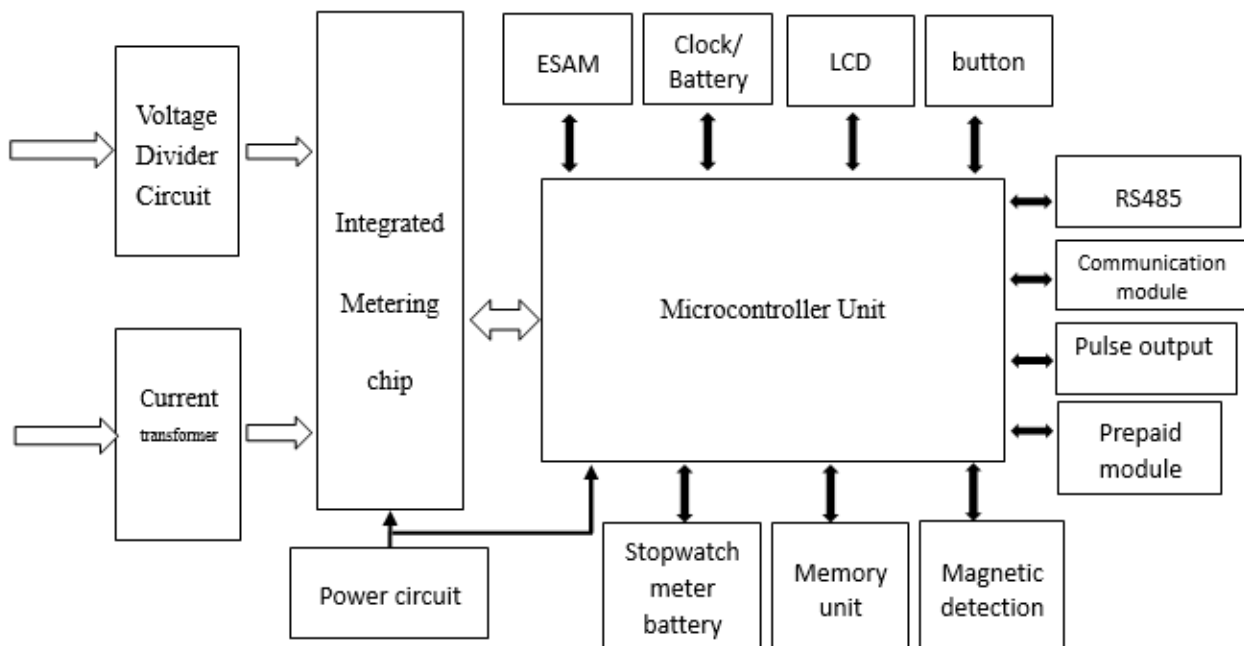 ESAM
Clock/
Battery
LCD
button
Voltage
Divider
Circuit
Integrated
Metering
chip
Microcontroller Unit
RS485
Communication
module
Pulse output
Prepaid
module
Current
transformer
Power circuit
Stopwatch
meter
battery
Memory
unit
Magnetic
detection